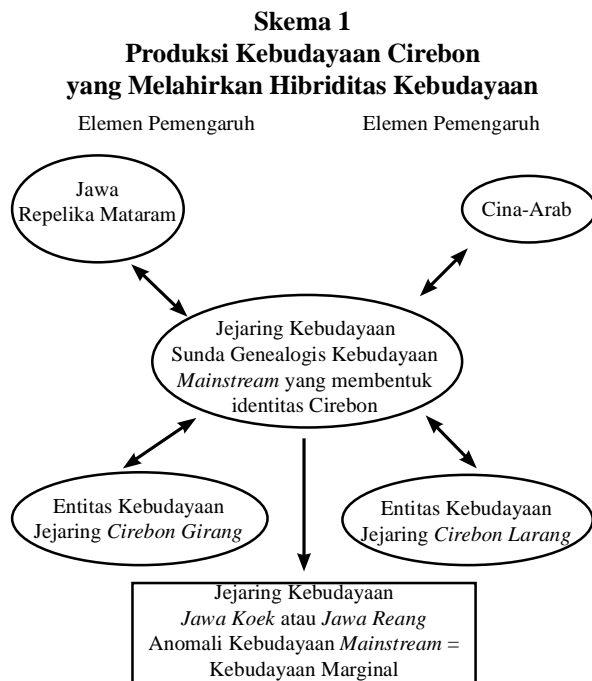 Skema 1
Produksi Kebudayaan Cirebon
yang Melahirkan Hibriditas Kebudayaan
Elemen Pemengaruh
Elemen Pemengaruh
Jawa
Repelika Mataram
Cina-Arab
Jejaring Kebudayaan
Sunda Genealogis Kebudayaan
Mainstream yang membentuk
identitas Cirebon
Entitas Kebudayaan
Jejaring Cirebon Girang
Entitas Kebudayaan
Jejaring Cirebon Larang
Jejaring Kebudayaan
Jawa Koek atau Jawa Reang
Anomali Kebudayaan Mainstream =
Kebudayaan Marginal